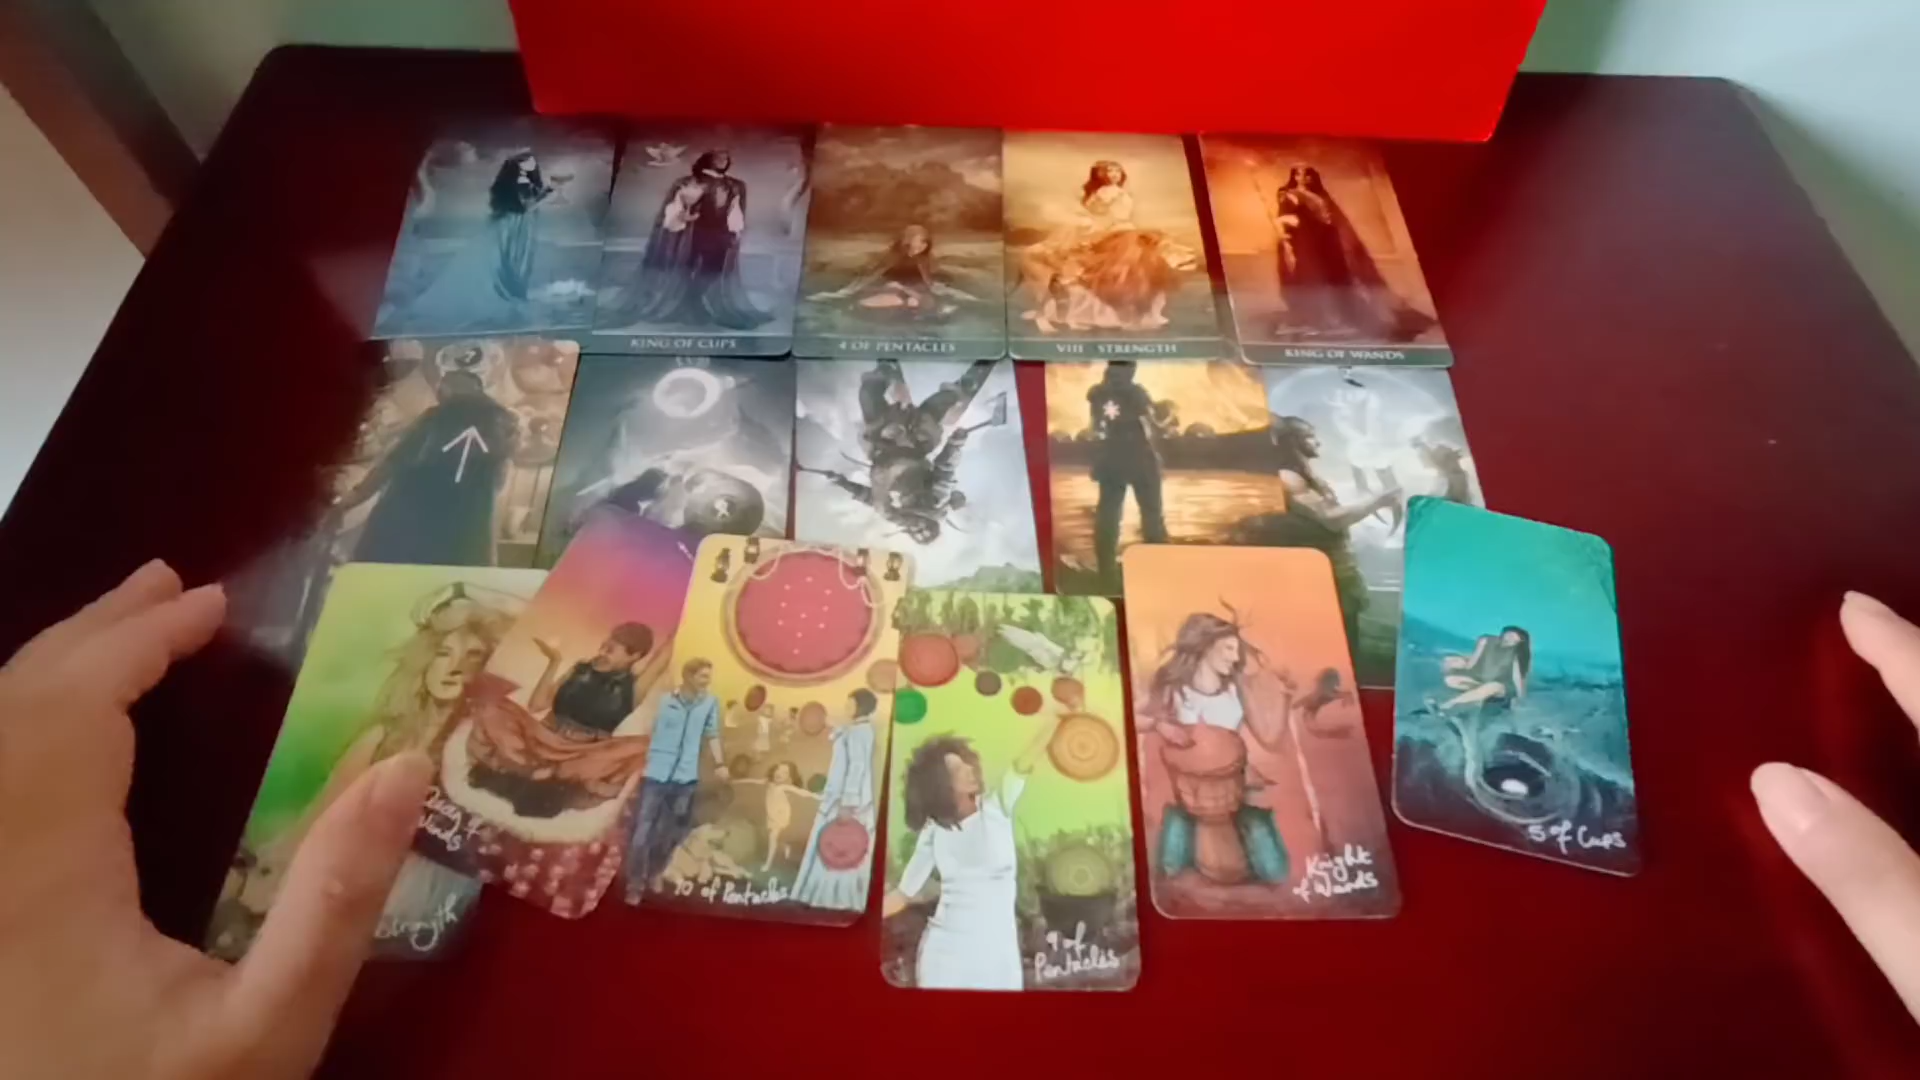 KING OF CUPS
4 OF PENTACLES
VIII STRENGTH
KING OF WANDS
Queen of
Wands
Strength
10 of Pentacles
9 of
Pentacles
Knight
of Wands
5 of Cups